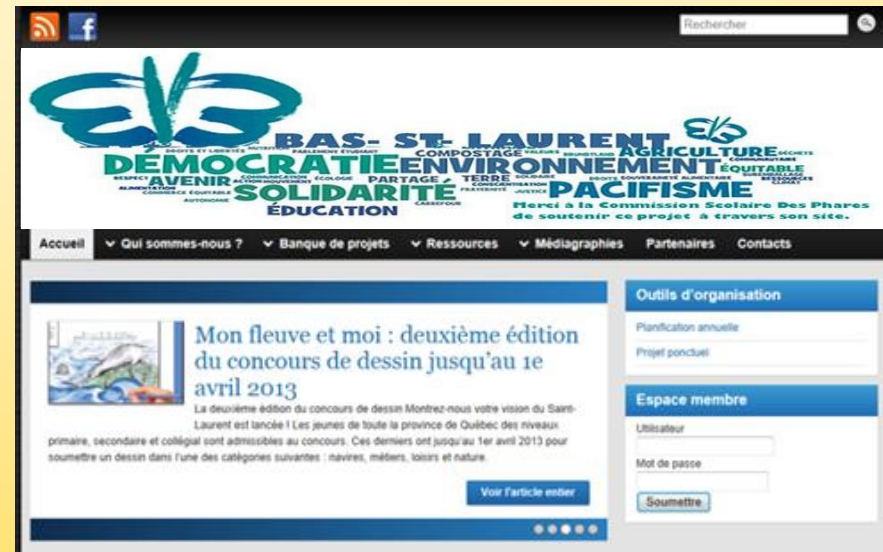 Rechercher
EVB
BAS- ST- LAURENT
EVB
COMPOSTAGE
AGRICULTURE
DÉMOCRATIE ENVIRONNEMENT
ÉQUITABLE
AVENIR
PARTAGE
TERRE
SOLIDARITÉ
PACIFISME
ÉDUCATION
Merci à la Commission Scolaire Des Phares
de soutenir ce projet à travers son site.
Accueil Qui sommes-nous ? Banque de projets Ressources Médiagraphies Partenaires Contacts
Mon fleuve et moi : deuxième édition
du concours de dessin jusqu'au 1e
avril 2013
La deuxième édition du concours de dessin Montrez-nous votre vision du Saint-
Laurent est lancée ! Les jeunes de toute la province de Québec des niveaux
primaire, secondaire et collégial sont admissibles au concours. Ces derniers ont jusqu'au 1er avril 2013 pour
soumettre un dessin dans l'une des catégories suivantes : navires, métiers, loisirs et nature.
Voir l'article entier
Outils d'organisation
Planification annuelle
Projet ponctuel
Espace membre
Utilisateur
Mot de passe
Soumettre